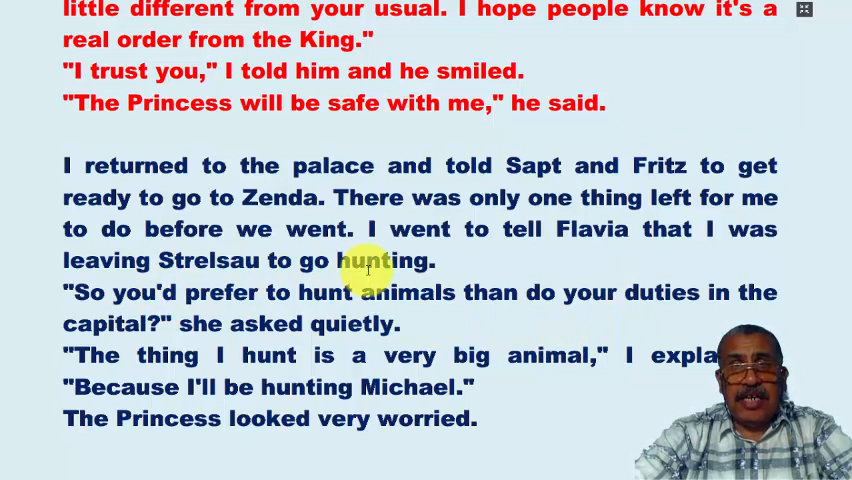 little different from your usual. I hope people know it's a
real order from the King."
"I trust you," I told him and he smiled.
"The Princess will be safe with me," he said.
I returned to the palace and told Sapt and Fritz to get
ready to go to Zenda. There was only one thing left for me
to do before we went. I went to tell Flavia that I was
leaving Strelsau to go hunting.
"So you'd prefer to hunt animals than do your duties in the
capital?" she asked quietly.
"The thing I hunt is a very big animal," I
"Because I'll be hunting Michael."
The Princess looked very worried.